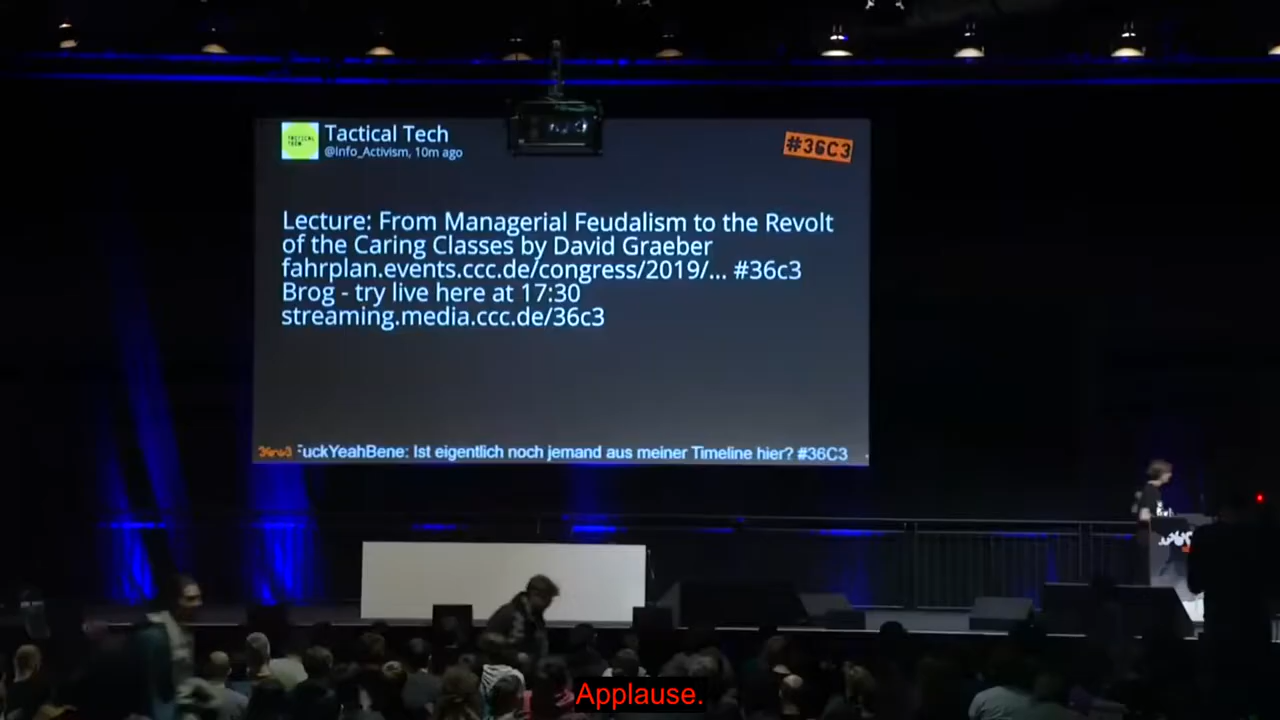 Tactical Tech
@Info_Activism, 10m ago
#36C3
Lecture: From Managerial Feudalism to the Revolt
of the Caring Classes by David Graeber
fahrplan.events.ccc.de/congress/2019/... #36c3
Brog - try live here at 17:30
streaming.media.ccc.de/36c3
FuckYeahBene: Ist eigentlich noch jemand aus meiner Timeline hier? #36C3
Applause.